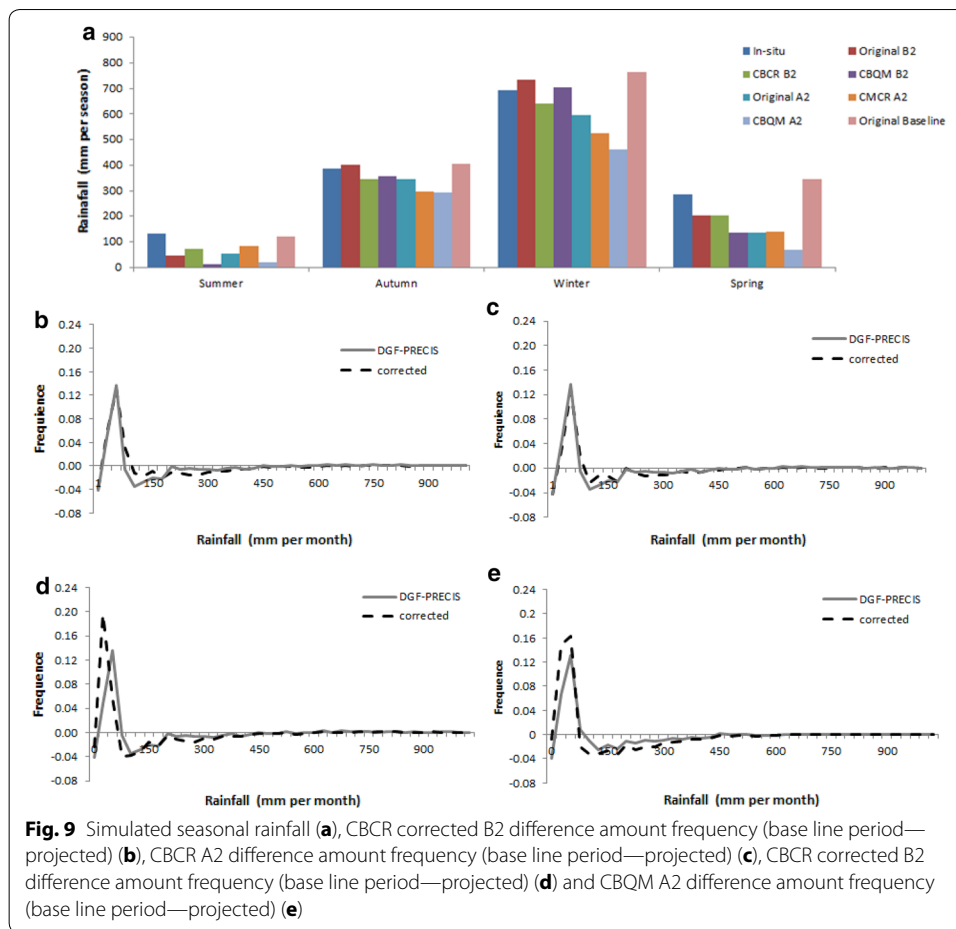 a
900
800
700
600
500
400
300
200
100
0
Rainafall (mm per season)
Summer
Autumn
Winter
Spring
In-situ
Original B2
CBCR B2
CBQM B2
Original A2
CMCR A2
CBQM A2
Original Baseline
b
0.24
0.20
0.16
0.12
0.08
0.04
0.00
-0.04
-0.08
Frequience
1
150
300
450
600
750
900
DGF-PRECIS
corrected
Rainfall (mm per month)
c
0.24
0.20
0.16
0.12
0.08
0.04
0.00
-0.04
-0.08
Frequence
1
150
300
450
600
750
900
DGF-PRECIS
corrected
Rainfall (mm per month)
d
0.24
0.20
0.16
0.12
0.08
0.04
0.00
-0.04
-0.08
Frequence
0
150
300
450
600
750
900
DGF-PRECIS
corrected
Rainfall (mm per month)
e
0.24
0.2
0.16
0.12
0.08
0.04
0
-0.04
-0.08
Frequence
0
150
300
450
600
750
900
DGF-PRECIS
corrected
Rainfall (mm per month)
Fig. 9 Simulated seasonal rainfall (a), CBCR corrected B2 difference amount frequency (base line period—
projected) (b), CBCR A2 difference amount frequency (base line period—projected) (c), CBCR corrected B2
difference amount frequency (base line period—projected) (d) and CBQM A2 difference amount frequency
(base line period—projected) (e)